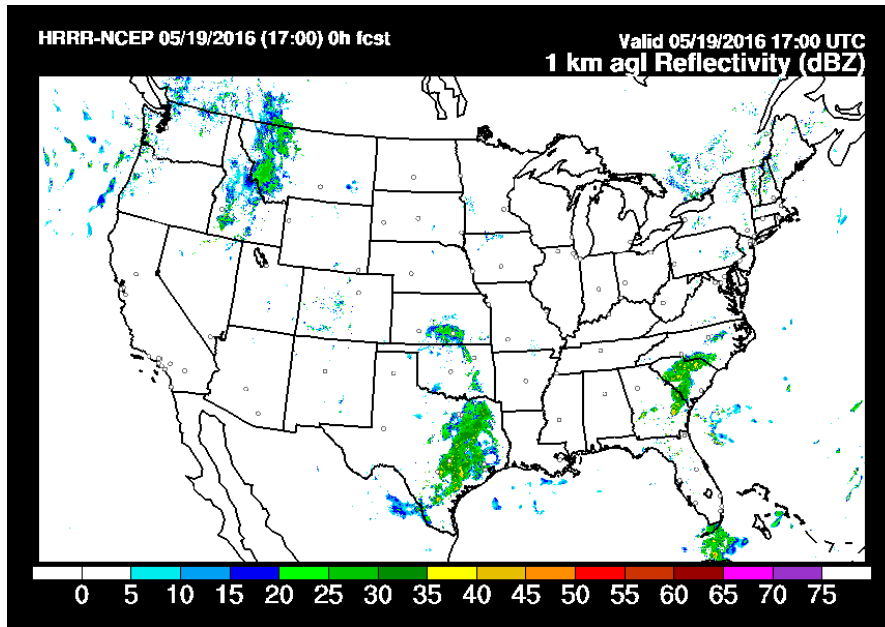 HRRR-NCEP 05/19/2016 (17:00) 0h fcst
Valid 05/19/2016 17:00 UTC
1 km agl Reflectivity (dBZ)
0 5 10 15 20 25 30 35 40 45 50 55 60 65 70 75